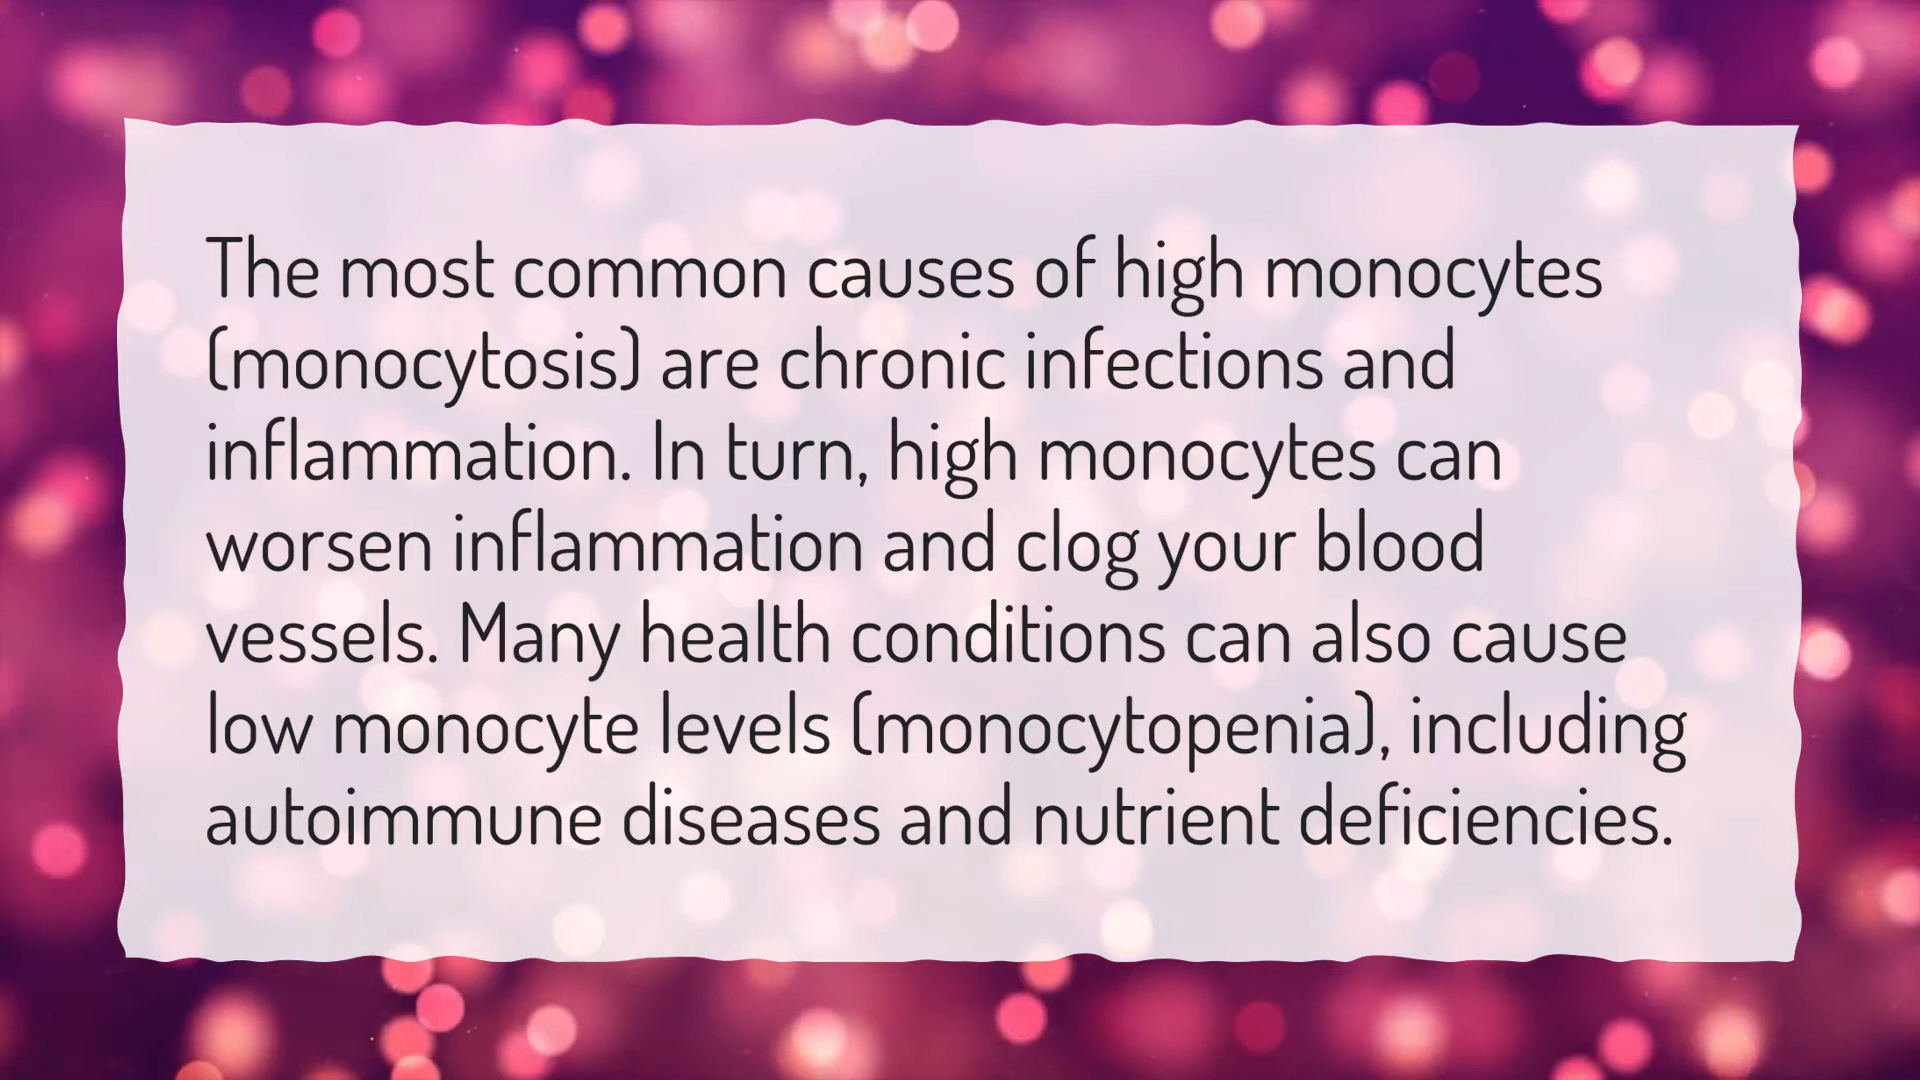 The most common causes of high monocytes
(monocytosis) are chronic infections and
inflammation. In turn, high monocytes can
worsen inflammation and clog your blood
vessels. Many health conditions can also cause
low monocyte levels (monocytopenia), including
autoimmune diseases and nutrient deficiencies.